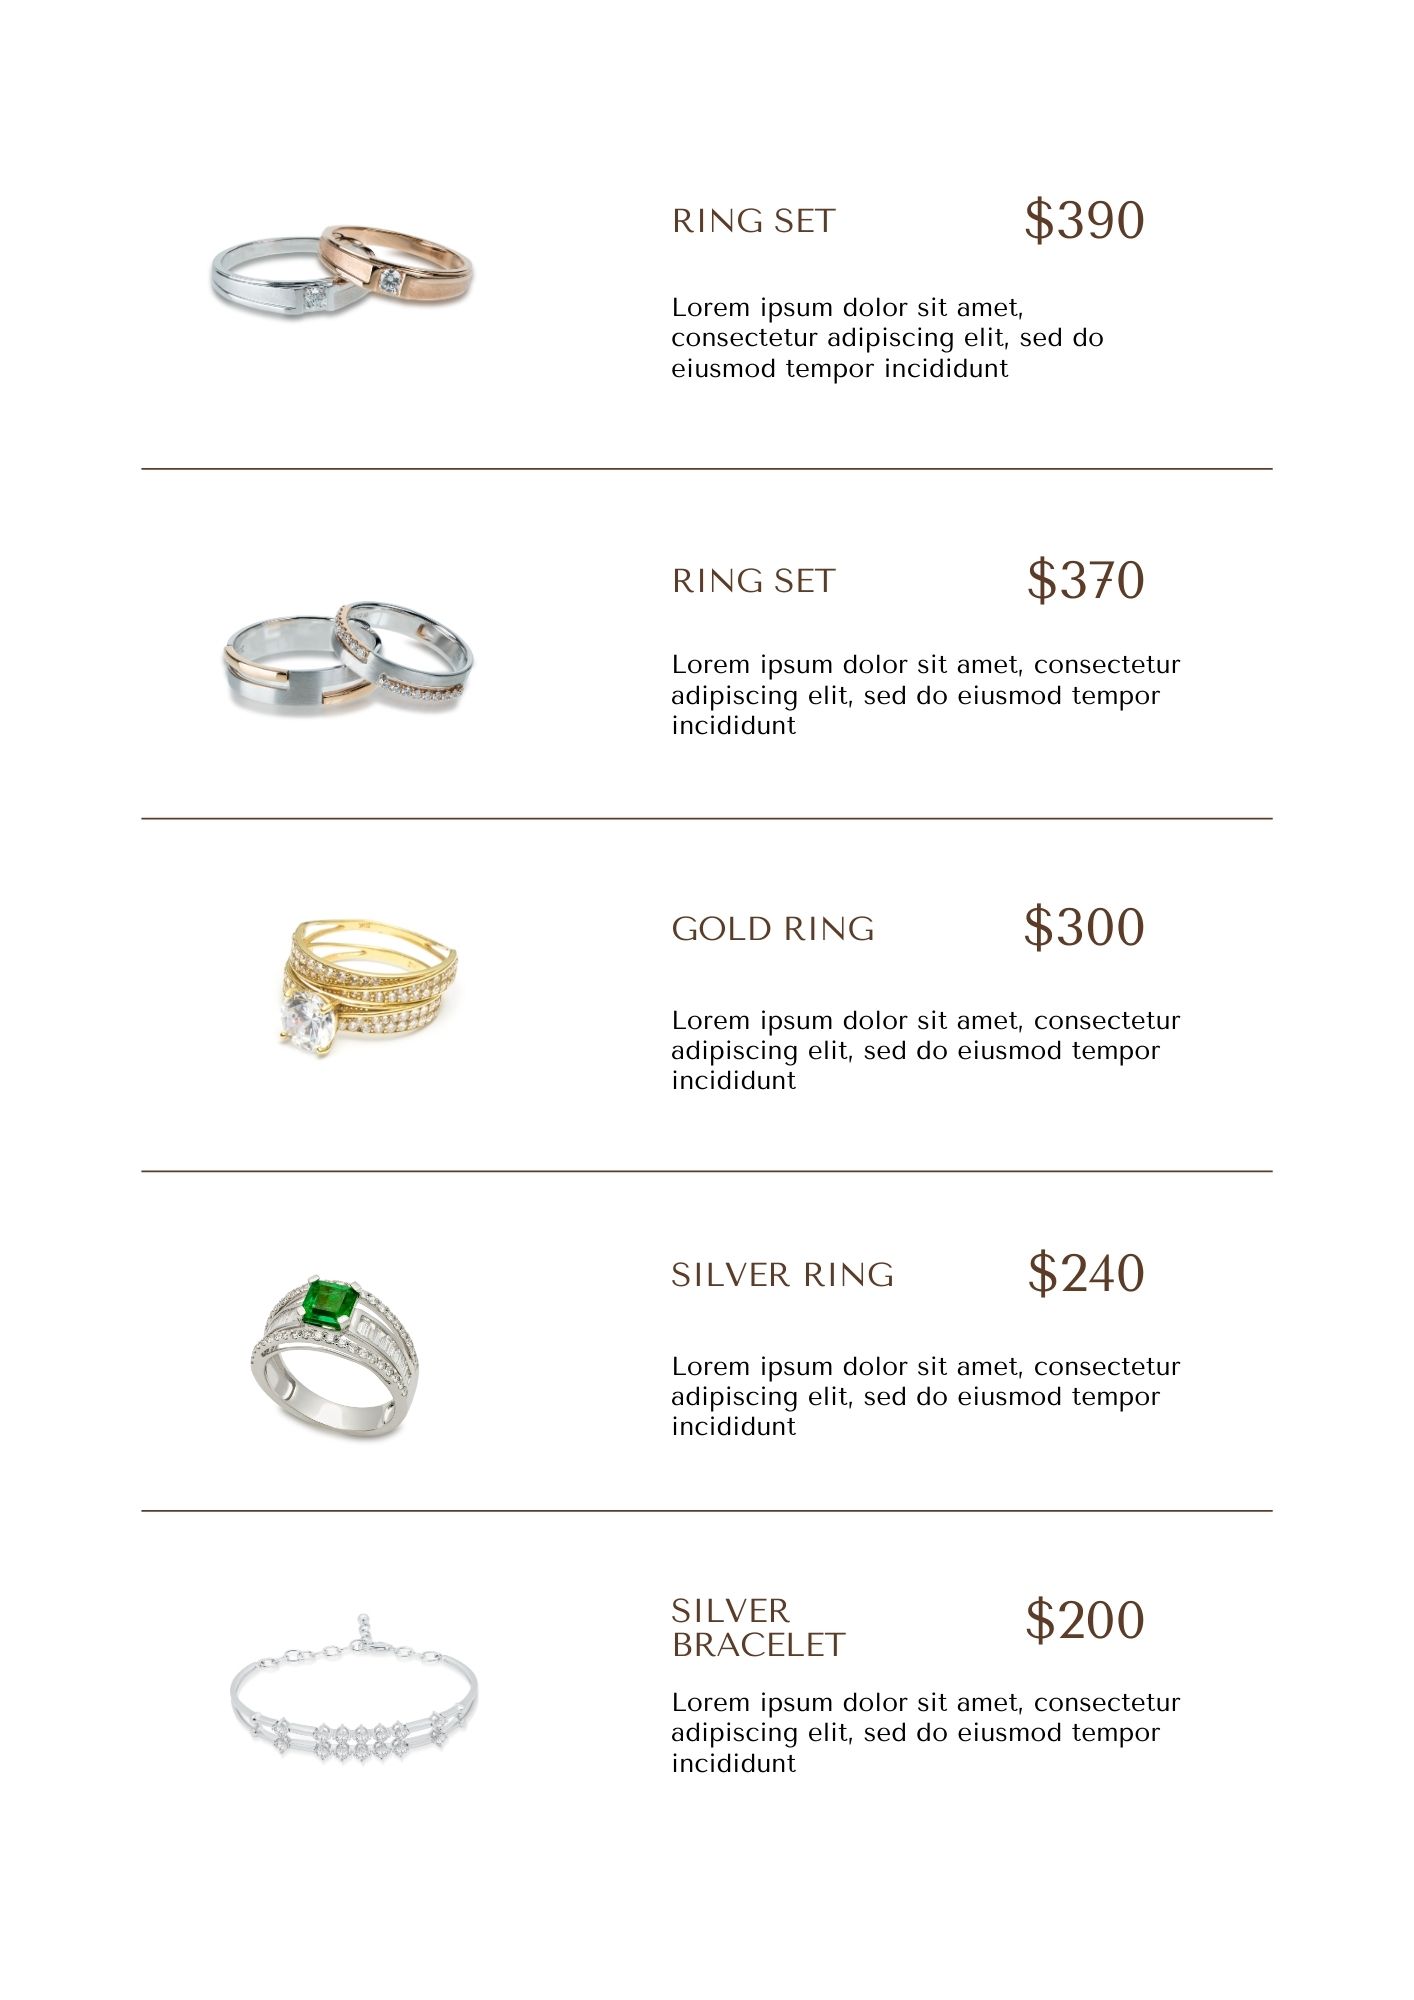 RING SET
$390
Lorem ipsum dolor sit amet,
consectetur adipiscing elit, sed do
eiusmod tempor incididunt
RING SET
$370
Lorem ipsum dolor sit amet, consectetur
adipiscing elit, sed do eiusmod tempor
incididunt
GOLD RING
$300
Lorem ipsum dolor sit amet, consectetur
adipiscing elit, sed do eiusmod tempor
incididunt
SILVER RING
$240
Lorem ipsum dolor sit amet, consectetur
adipiscing elit, sed do eiusmod tempor
incididunt
SILVER
BRACELET
$200
Lorem ipsum dolor sit amet, consectetur
adipiscing elit, sed do eiusmod tempor
incididunt